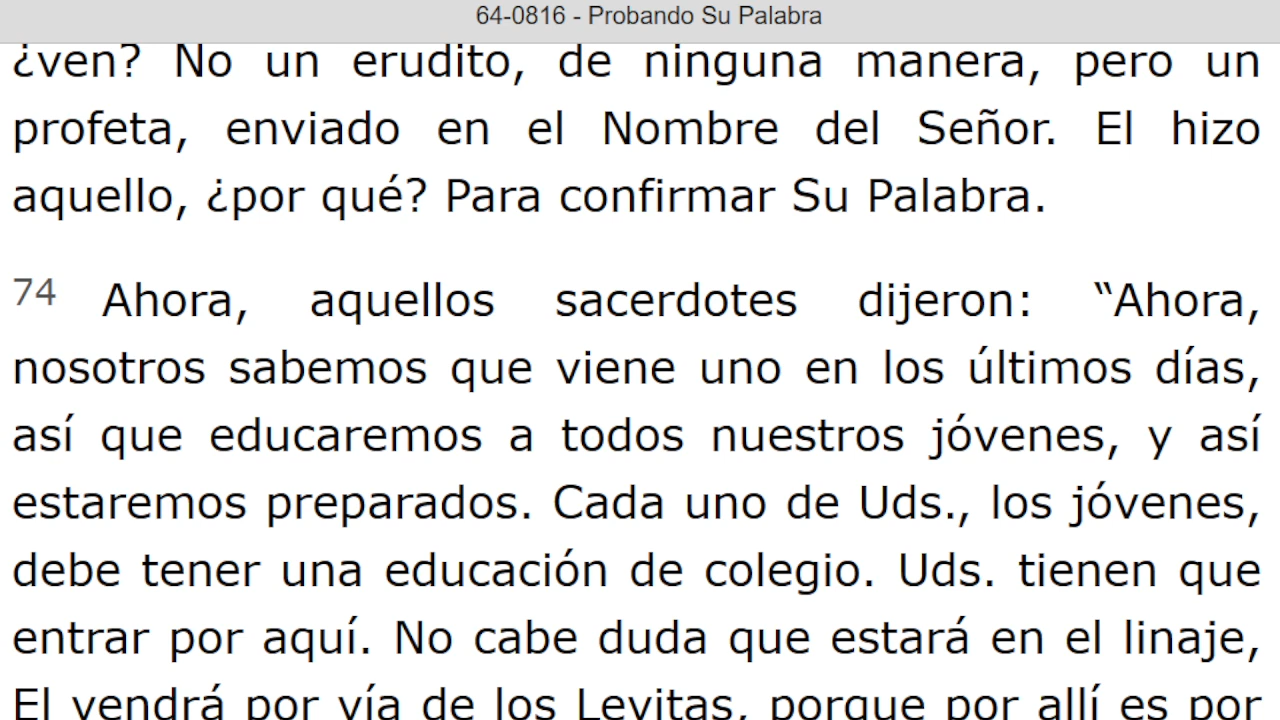 64-0816 - Probando Su Palabra
¿ven? No un erudito, de ninguna manera, pero un
profeta, enviado en el Nombre del Señor. El hizo
aquello, ¿por qué? Para confirmar Su Palabra.
74 Ahora, aquellos sacerdotes dijeron: “Ahora,
nosotros sabemos que viene uno en los últimos días,
así que educaremos a todos nuestros jóvenes, y así
estaremos preparados. Cada uno de Uds., los jóvenes,
debe tener una educación de colegio. Uds. tienen que
entrar por aquí. No cabe duda que estará en el linaje,
El vendrá por vía de los Levitas, porque por allí es por